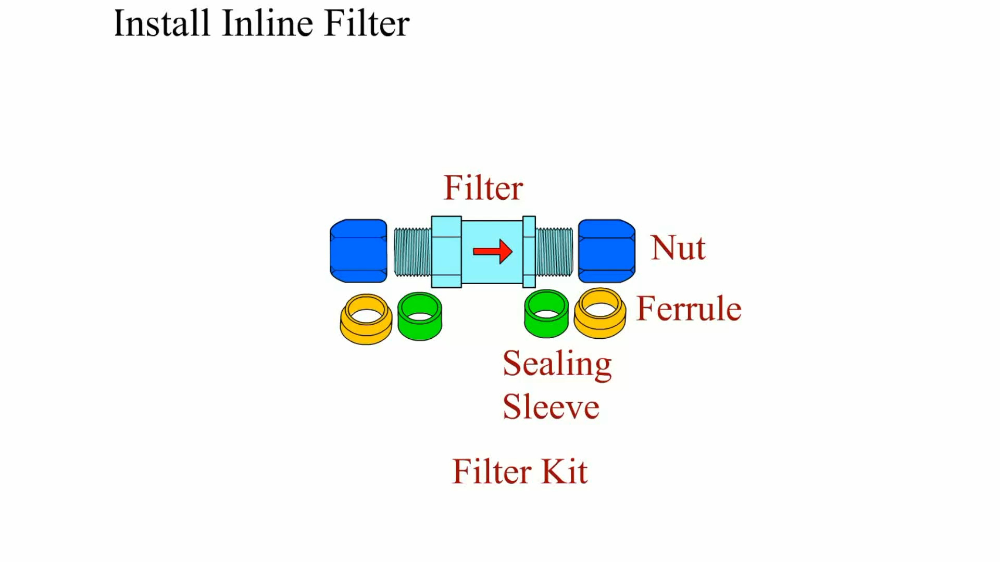 Install Inline Filter
Filter
Nut
Ferrule
Sealing
Sleeve
Filter Kit